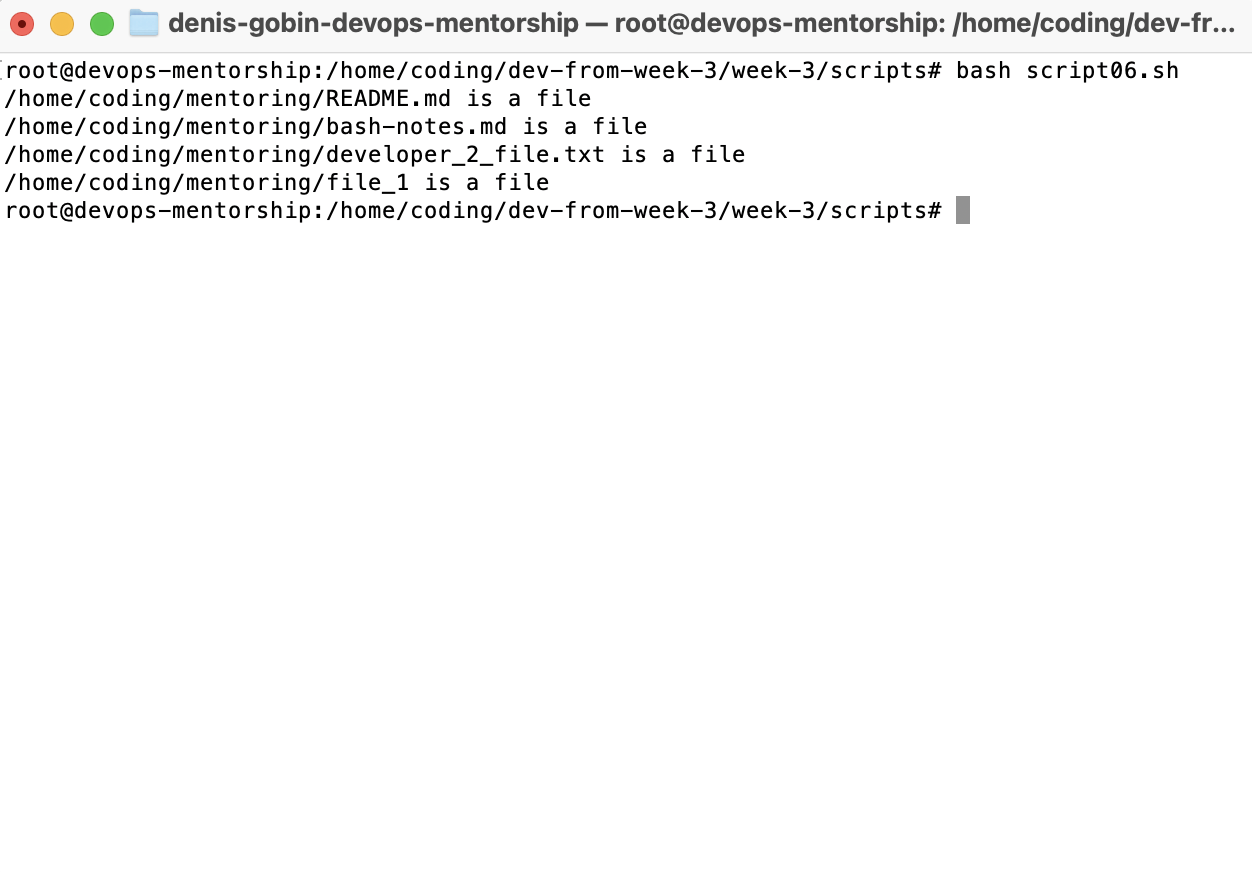 denis-gobin-devops-mentorship — root@devops-mentorship: /home/coding/dev-fr...
root@devops-mentorship:/home/coding/dev-from-week-3/week-3/scripts# bash script06.sh
/home/coding/mentoring/README.md is a file
/home/coding/mentoring/bash-notes.md is a file
/home/coding/mentoring/developer_2_file.txt is a file
/home/coding/mentoring/file_1 is a file
root@devops-mentorship:/home/coding/dev-from-week-3/week-3/scripts#